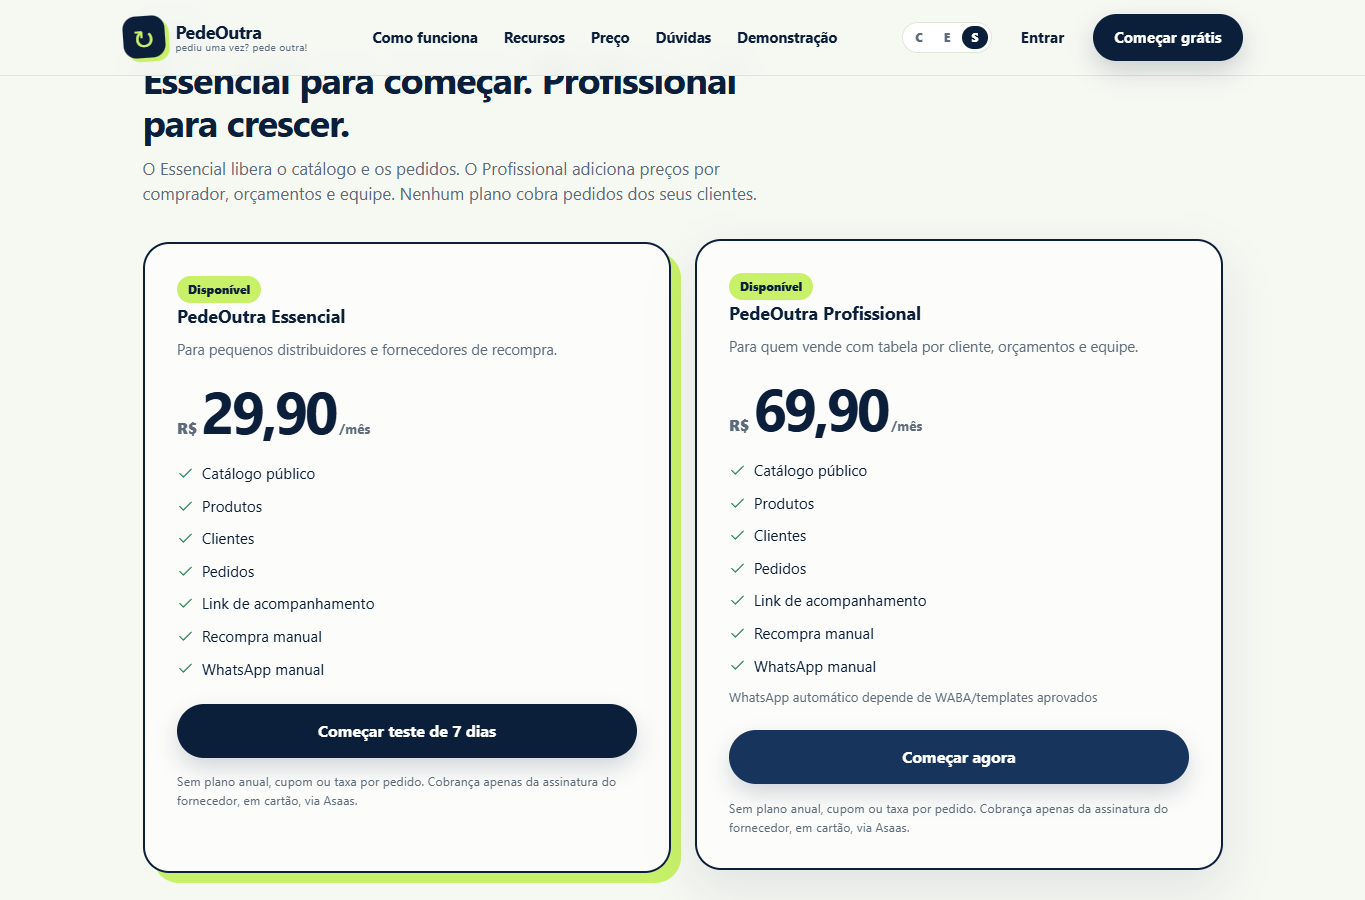 PedeOutra
pediu uma vez? pede outra!
Como funciona
Recursos
Preço
Dúvidas
Demonstração
C
E
S
Entrar
Começar grátis
Essencial para começar. Profissional
para crescer.
O Essencial libera o catálogo e os pedidos. O Profissional adiciona preços por
comprador, orçamentos e equipe. Nenhum plano cobra pedidos dos seus clientes.
Disponível
PedeOutra Essencial
Para pequenos distribuidores e fornecedores de recompra.
R$ 29,90/mês
Catálogo público
Produtos
Clientes
Pedidos
Link de acompanhamento
Recompra manual
WhatsApp manual
Começar teste de 7 dias
Sem plano anual, cupom ou taxa por pedido. Cobrança apenas da assinatura do
fornecedor, em cartão, via Asaas.
Disponível
PedeOutra Profissional
Para quem vende com tabela por cliente, orçamentos e equipe.
R$ 69,90/mês
Catálogo público
Produtos
Clientes
Pedidos
Link de acompanhamento
Recompra manual
WhatsApp manual
WhatsApp automático depende de WABA/templates aprovados
Começar agora
Sem plano anual, cupom ou taxa por pedido. Cobrança apenas da assinatura do
fornecedor, em cartão, via Asaas.